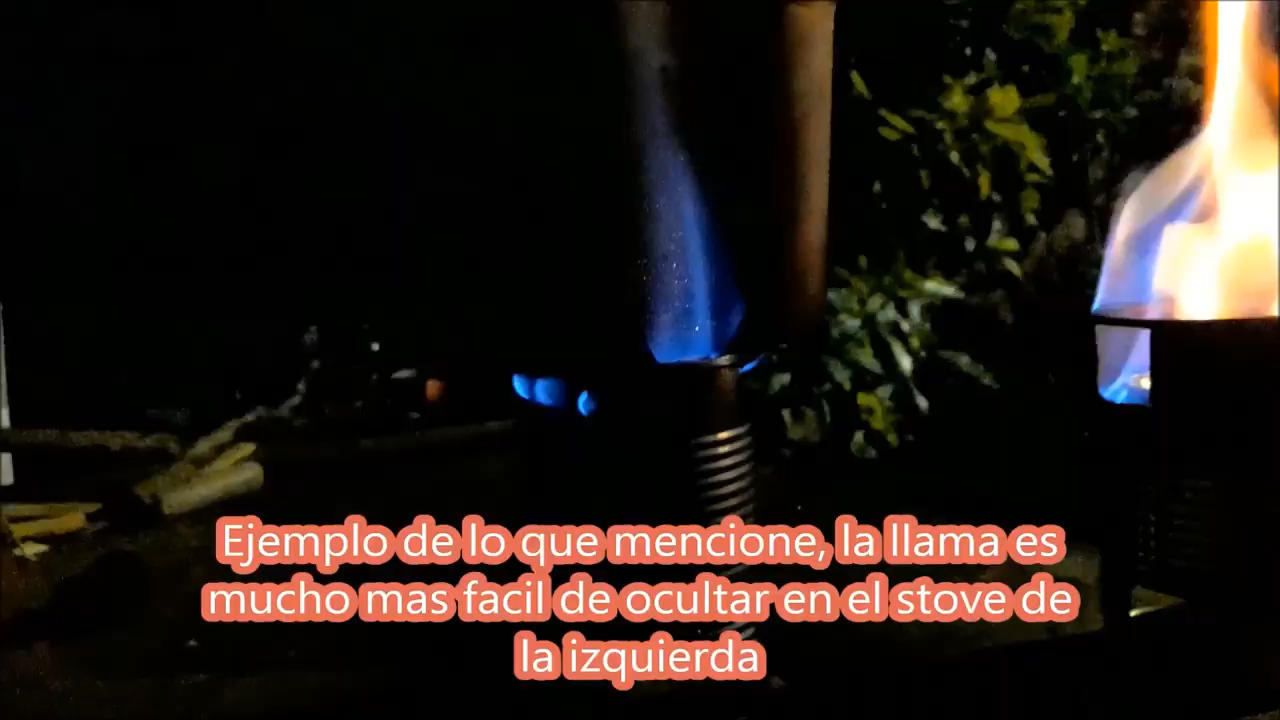 Ejemplo de lo que mencione, la llama es
mucho mas facil de ocultar en el stove de
la izquierda